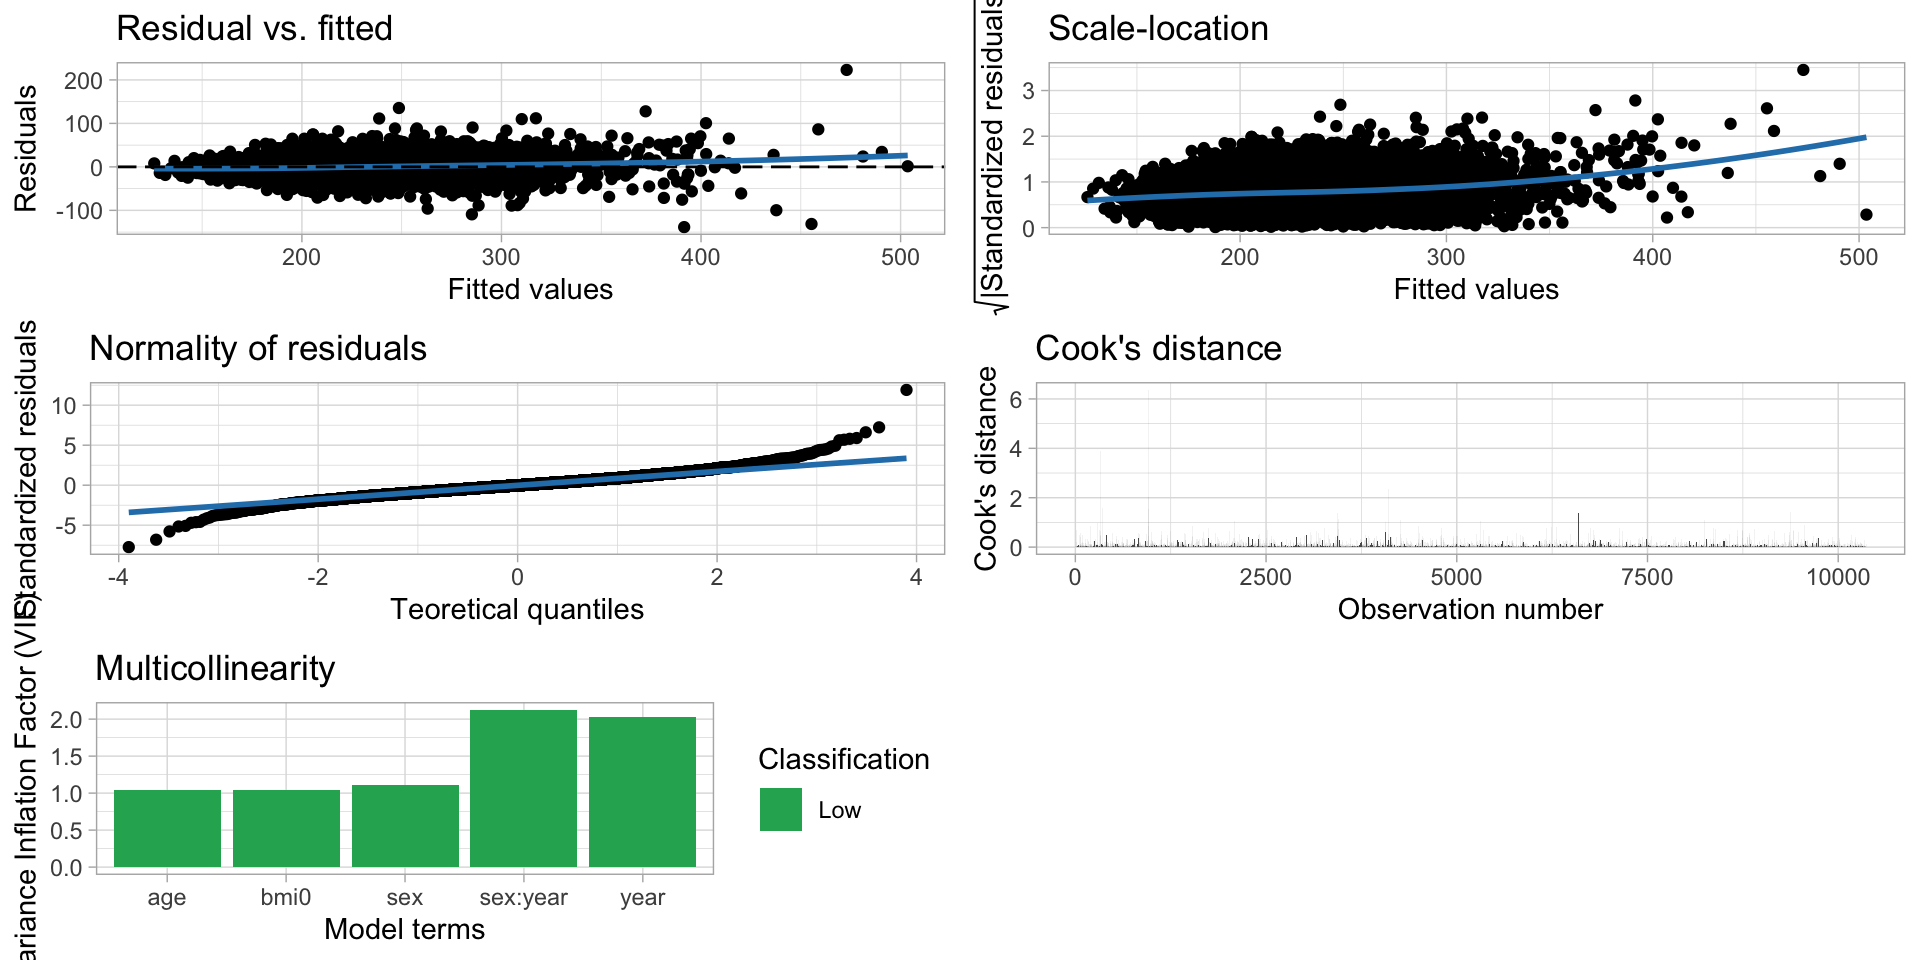 Residual vs. fitted
Residuals
200
100
0
-100
200
300
400
500
Fitted values
Scale-location
√|Standardized residuals
3
2
1
0
200
300
400
500
Fitted values
Normality of residuals
Standardized residuals
10
5
0
-5
-4
-2
0
2
4
Teoretical quantiles
Cook's distance
Cook's distance
6
4
2
0
0
2500
5000
7500
10000
Observation number
Multicollinearity
ariance Inflation Factor (VIF)
2.0
1.5
1.0
0.5
0.0
age
bmi0
sex
sex:year
year
Model terms
Classification
Low